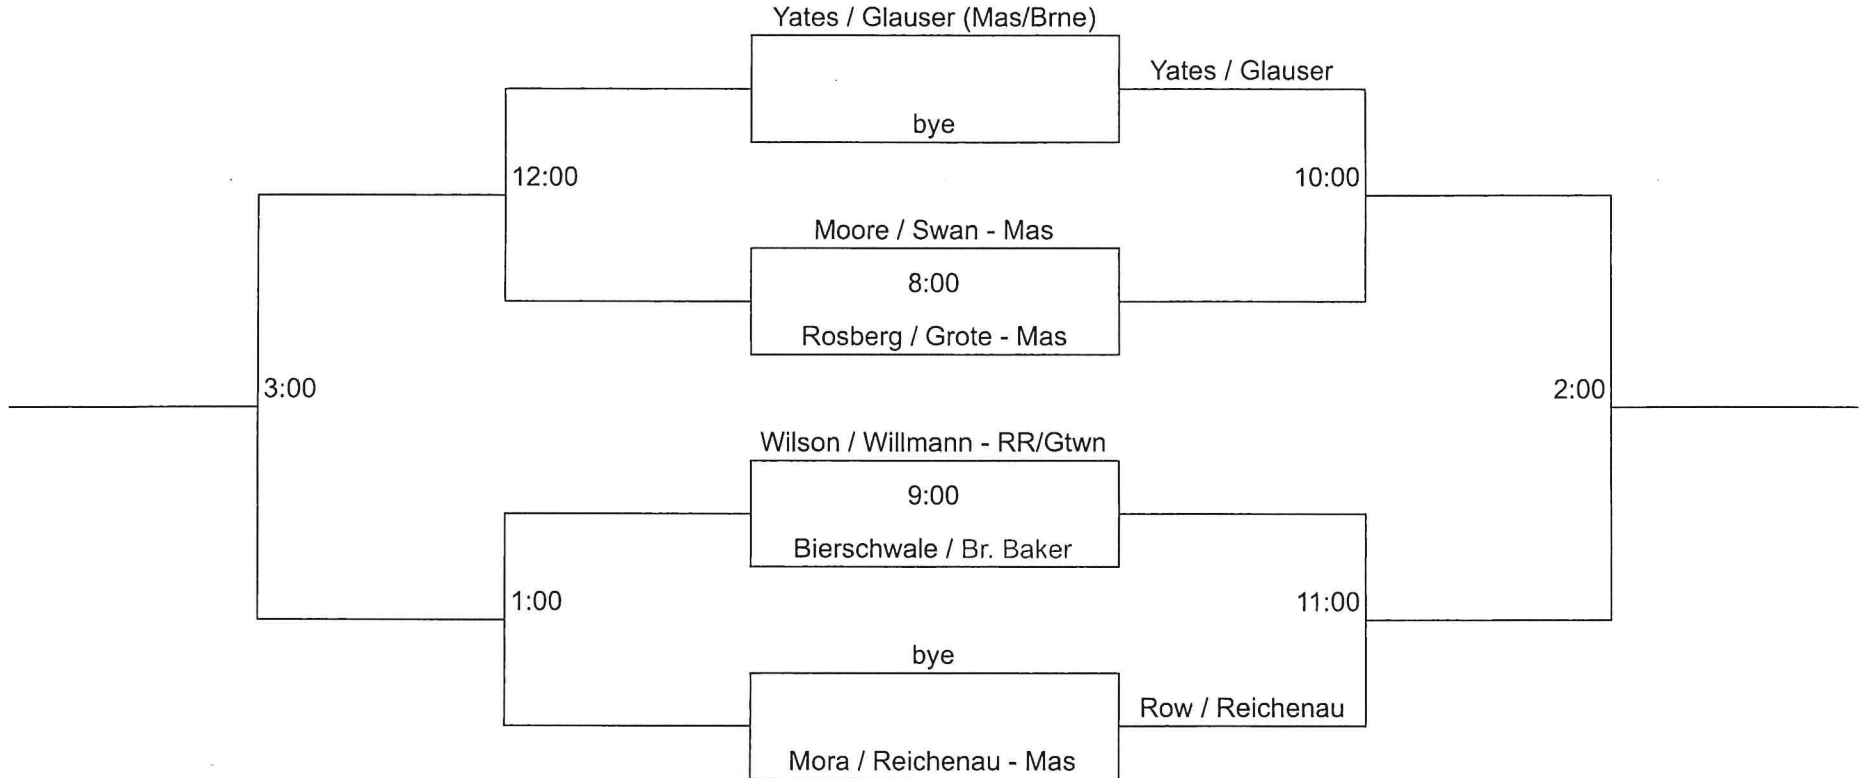 Yates / Glauser (Mas/Brne)
Yates / Glauser
bye
12:00
10:00
Moore / Swan - Mas
8:00
Rosberg / Grote - Mas
3:00
2:00
Wilson / Willmann - RR/Gtwn
9:00
Bierschwale / Br. Baker
1:00
11:00
bye
Row / Reichenau
Mora / Reichenau - Mas